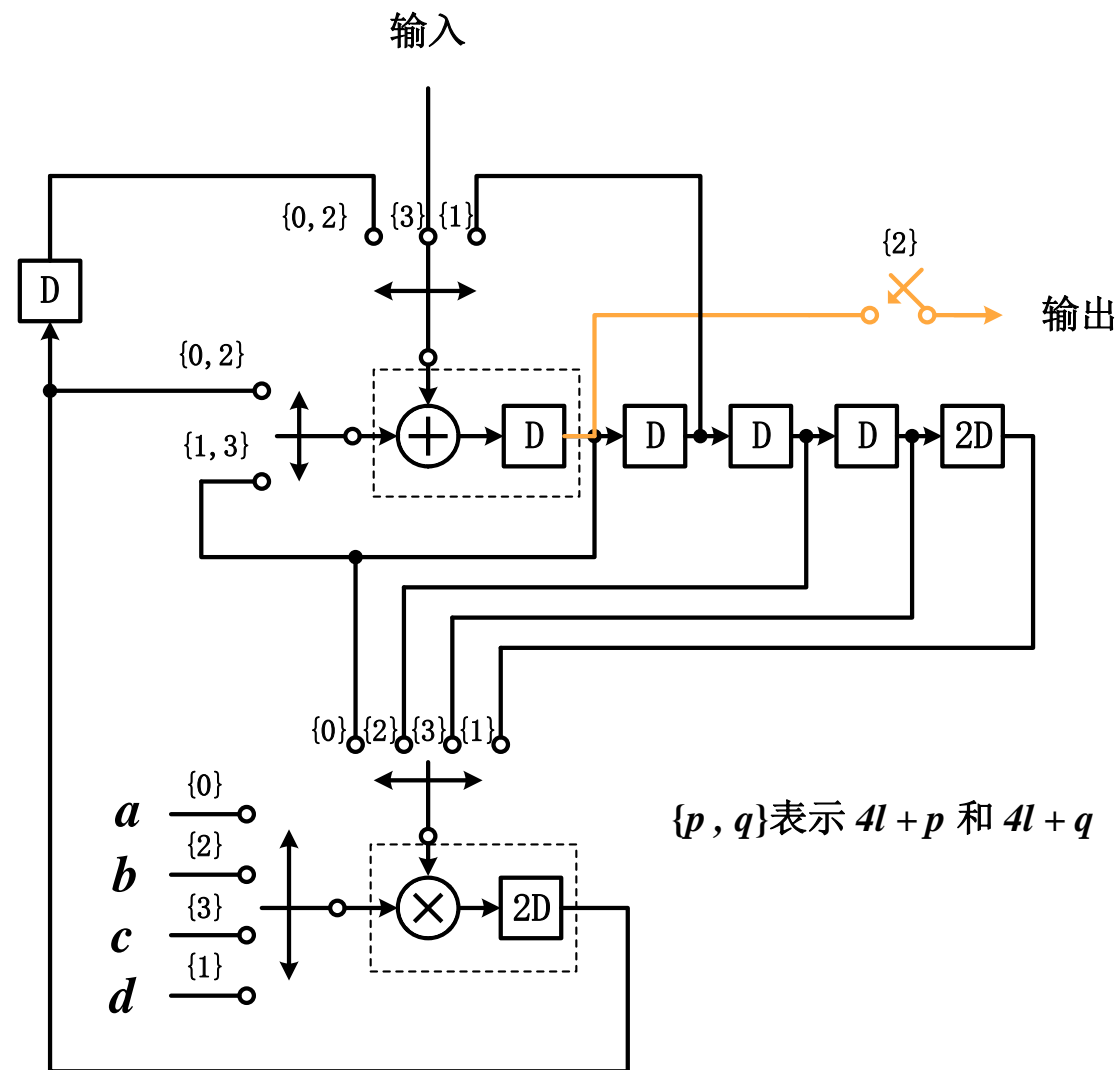 输入
{0,2} {3} {1}
{2}
D
输出
{0,2}
{1,3}
D D D D 2D
{0} {2} {3} {1}
a {0}
b {2}
c {3}
d {1}
2D
{p , q}表示 4l + p 和 4l + q